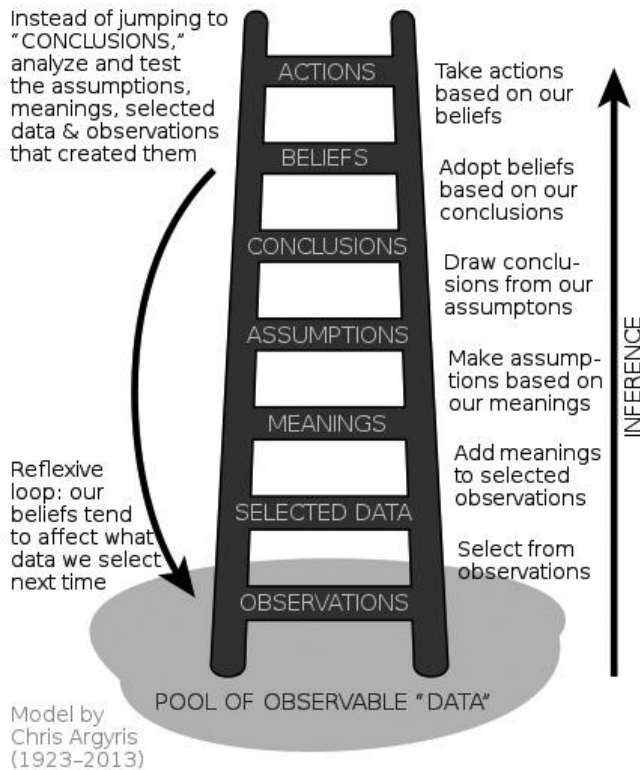 Instead of jumping to
“CONCLUSIONS,”
analyze and test
the assumptions,
meanings, selected
data & observations
that created them
ACTIONS
Take actions
based on our
beliefs
BELIEFS
Adopt beliefs
based on our
conclusions
CONCLUSIONS
Draw conclu-
sions from our
assumptons
ASSUMPTIONS
Make assump-
tions based on
our meanings
MEANINGS
Add meanings
to selected
observations
SELECTED DATA
Select from
observations
OBSERVATIONS
INFERENCE
Reflexive
loop: our
beliefs tend
to affect what
data we select
next time
POOL OF OBSERVABLE “DATA”
Model by
Chris Argyris
(1923–2013)